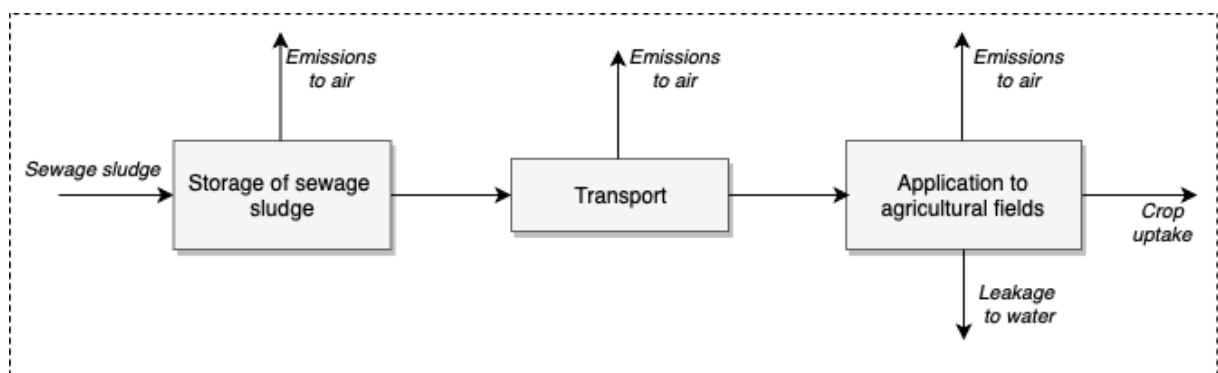 Emissions
to air
Emissions
to air
Emissions
to air
Sewage sludge
Storage of sewage
sludge
Transport
Application to
agricultural fields
Crop
uptake
Leakage
to water